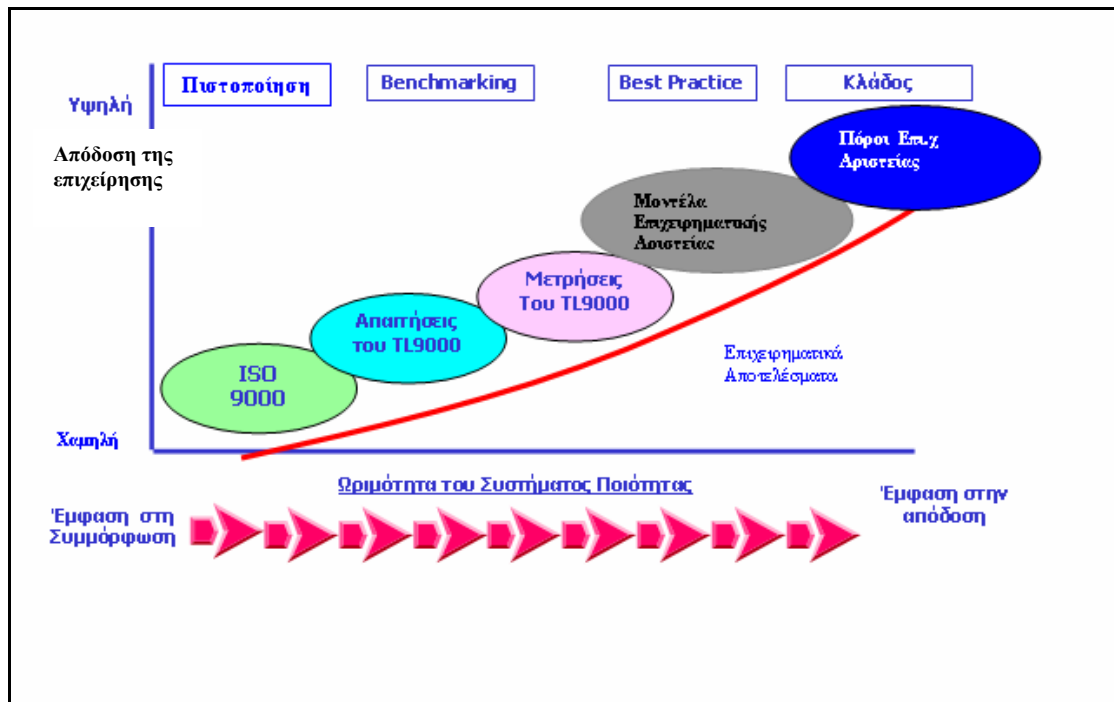 Πιστοποίηση
Benchmarking
Best Practice
Κλάδος
Υψηλή
Απόδοση της
επιχείρησης
Πόροι Επιχ
Αριστείας
Μοντέλα
Επιχειρηματικής
Αριστείας
Μετρήσεις
Του TL9000
Απαιτήσεις
του TL9000
ISO
9000
Επιχειρηματικά
Αποτελέσματα
Χαμηλή
Ωριμότητα του Συστήματος Ποιότητας
Έμφαση στη
Συμμόρφωση
Έμφαση στην
απόδοση